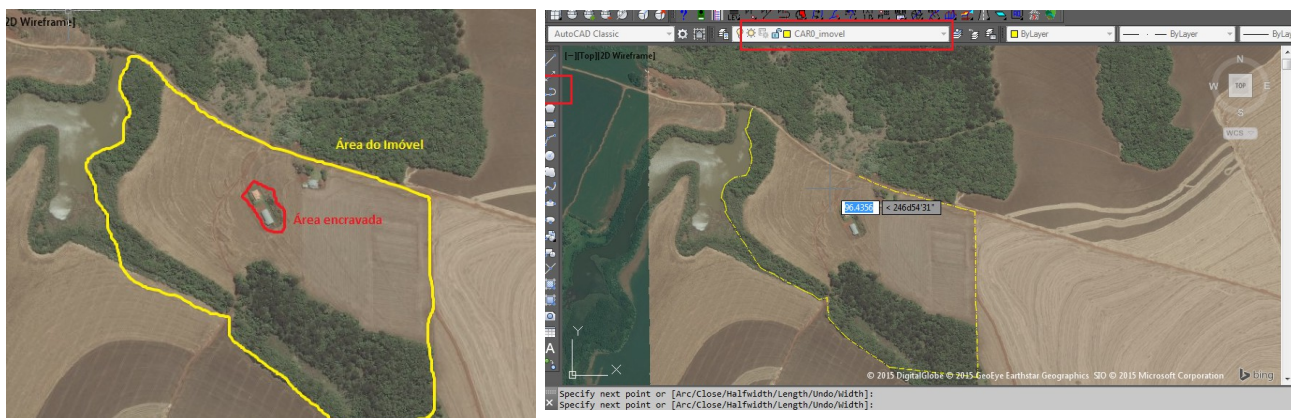 2D Wireframe]
Área do Imóvel
Área encravada
AutoCAD Classic
CAR0_imovel
ByLayer
ByLayer
ByLay
[−][Top][2D Wireframe]
N
W
TOP
E
S
WCS
96.4356
< 246d54'31"
Y
X
© 2015 DigitalGlobe © 2015 GeoEye Earthstar Geographics SIO © 2015 Microsoft Corporation
bing
A
Specify next point or [Arc/Close/Halfwidth/Length/Undo/Width]:
Specify next point or [Arc/Close/Halfwidth/Length/Undo/Width]: